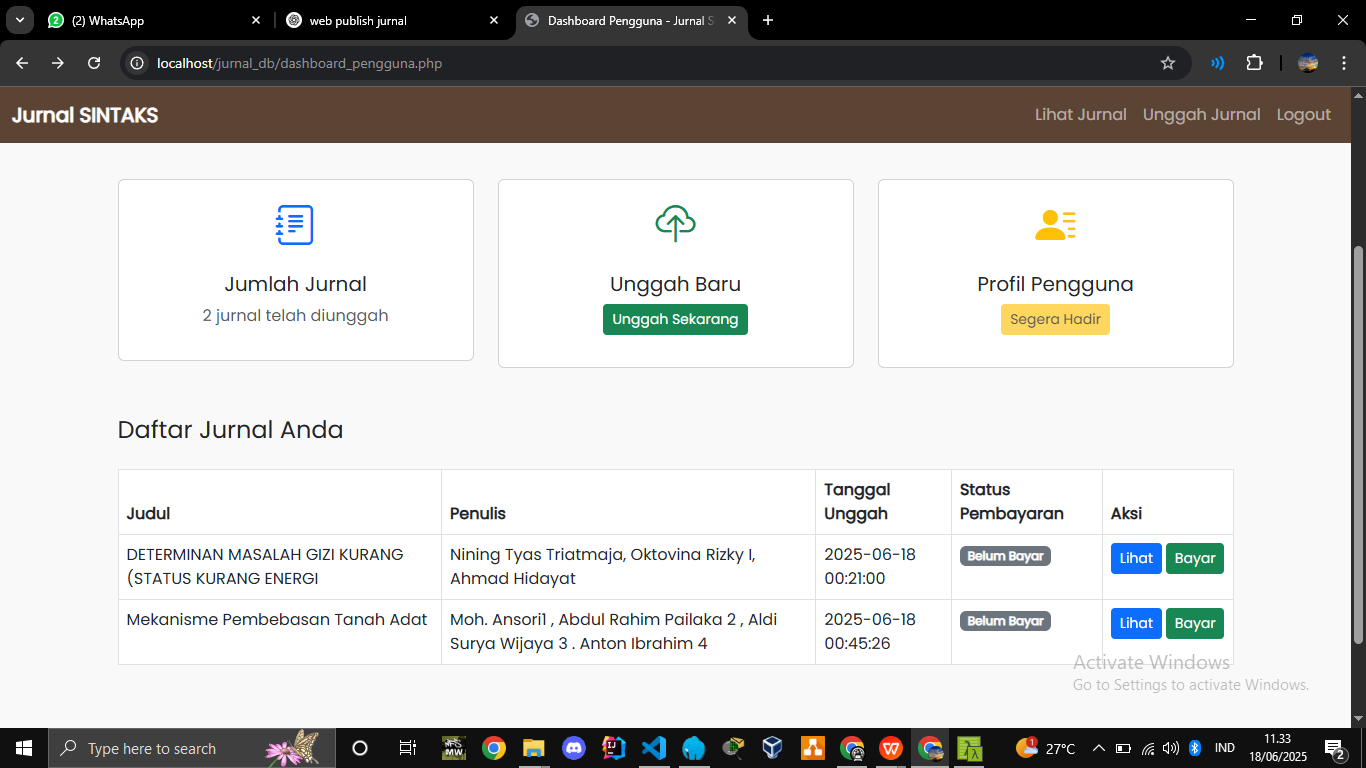 (2) WhatsApp
web publish jurnal
Dashboard Pengguna - Jurnal S
localhost/jurnal_db/dashboard_pengguna.php
Jurnal SINTAKS
Lihat Jurnal
Unggah Jurnal
Logout
Jumlah Jurnal
2 jurnal telah diunggah
Unggah Baru
Unggah Sekarang
Profil Pengguna
Segera Hadir
Daftar Jurnal Anda
Judul
Penulis
Tanggal
Unggah
Status
Pembayaran
Aksi
DETERMINAN MASALAH GIZI KURANG
(STATUS KURANG ENERGI
Nining Tyas Triatmaja, Oktovina Rizky I,
Ahmad Hidayat
2025-06-18
00:21:00
Belum Bayar
Lihat
Bayar
Mekanisme Pembebasan Tanah Adat
Moh. Ansori1 , Abdul Rahim Pailaka 2 , Aldi
Surya Wijaya 3 . Anton Ibrahim 4
2025-06-18
00:45:26
Belum Bayar
Lihat
Bayar
Activate Windows
Go to Settings to activate Windows.
Type here to search
MW
1
27°C
IND
11.33
18/06/2025
2